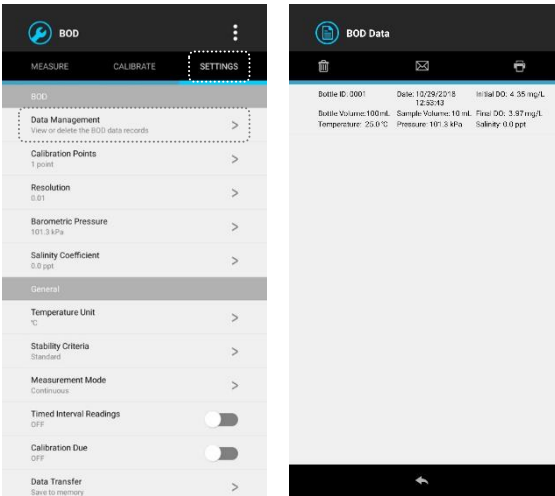 BOD
MEASURE CALIBRATE SETTINGS
BOD
Data Management
View or delete the BOD data records
Calibration Points
1 point
Resolution
0.01
Barometric Pressure
101.3 kPa
Salinity Coefficient
0.0 ppt
General
Temperature Unit
℃
Stability Criteria
Standard
Measurement Mode
Continuous
Timed Interval Readings
OFF
Calibration Due
OFF
Data Transfer
Save to memory
BOD Data
Bottle ID: 0001 Date: 10/29/2018 Initial DO: 4.35 mg/L
12:53:43
Bottle Volume: 100 mL Sample Volume: 10 mL Final DO: 3.97 mg/L
Temperature: 25.0 ℃ Pressure: 101.3 kPa Salinity: 0.0 ppt